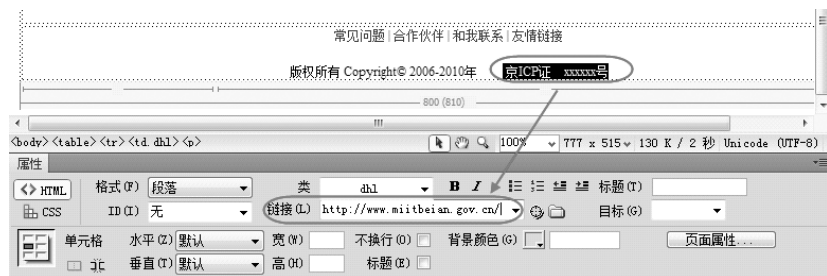 常见问题|合作伙伴|和我联系|友情链接
版权所有 Copyright© 2006-2010年 京ICP证 xxxxxx号
800 (810)
<body> <table> <tr> <td.dhl> <p> 100% 777 x 515 130 K / 2 秒 Unicode (UTF-8)
属性
<> HTML 格式(F) 段落 类 dhl B I 标题(T)
CSS ID(I) 无 链接(L) http://www.miitbeian.gov.cn/ 目标(G)
单元格 水平(Z) 默认 宽(W) 不换行(O) 背景颜色(G) 页面属性...
垂直(T) 默认 高(H) 标题(E)